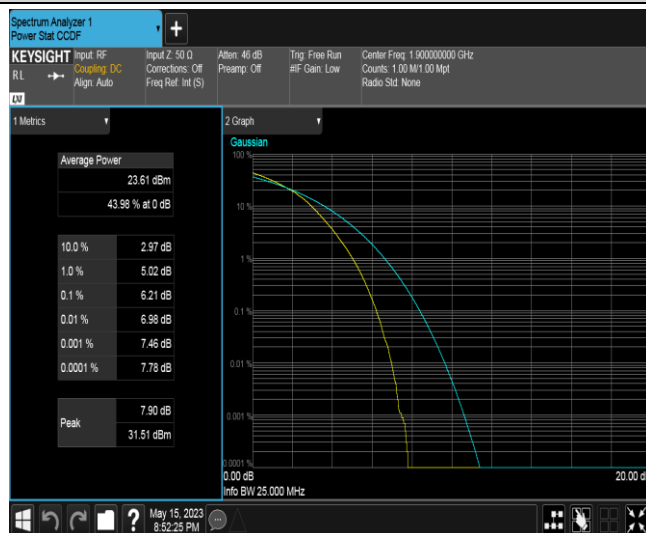 Spectrum Analyzer 1
Power Stat CCDF
KEYSIGHT
RL
LXI
Input: RF
Coupling: DC
Align: Auto
Input Z: 50 Ω
Corrections: Off
Freq Ref: Int (S)
Atten: 46 dB
Preamp: Off
Trig: Free Run
#IF Gain: Low
Center Freq: 1.900000000 GHz
Counts: 1.00 M/1.00 Mpt
Radio Std: None
1 Metrics
Average Power
23.61 dBm
43.98 % at 0 dB
10.0 % 2.97 dB
1.0 % 5.02 dB
0.1 % 6.21 dB
0.01 % 6.98 dB
0.001 % 7.46 dB
0.0001 % 7.78 dB
Peak
7.90 dB
31.51 dBm
2 Graph
Gaussian
100 %
10 %
1 %
0.1 %
0.01 %
0.001 %
0.0001 %
0.00 dB
20.00 d
Info BW 25.000 MHz
?
May 15, 2023
8:52:25 PM